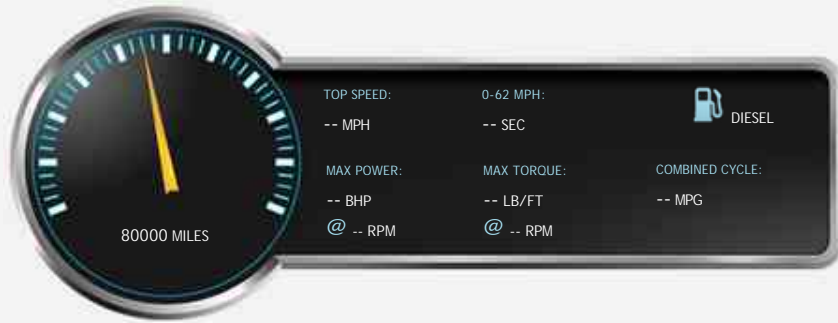 TOP SPEED: 0-62 MPH:
-- MPH -- SEC DIESEL
MAX POWER: MAX TORQUE: COMBINED CYCLE:
-- BHP -- LB/FT -- MPG
@ -- RPM @ -- RPM
80000 MILES